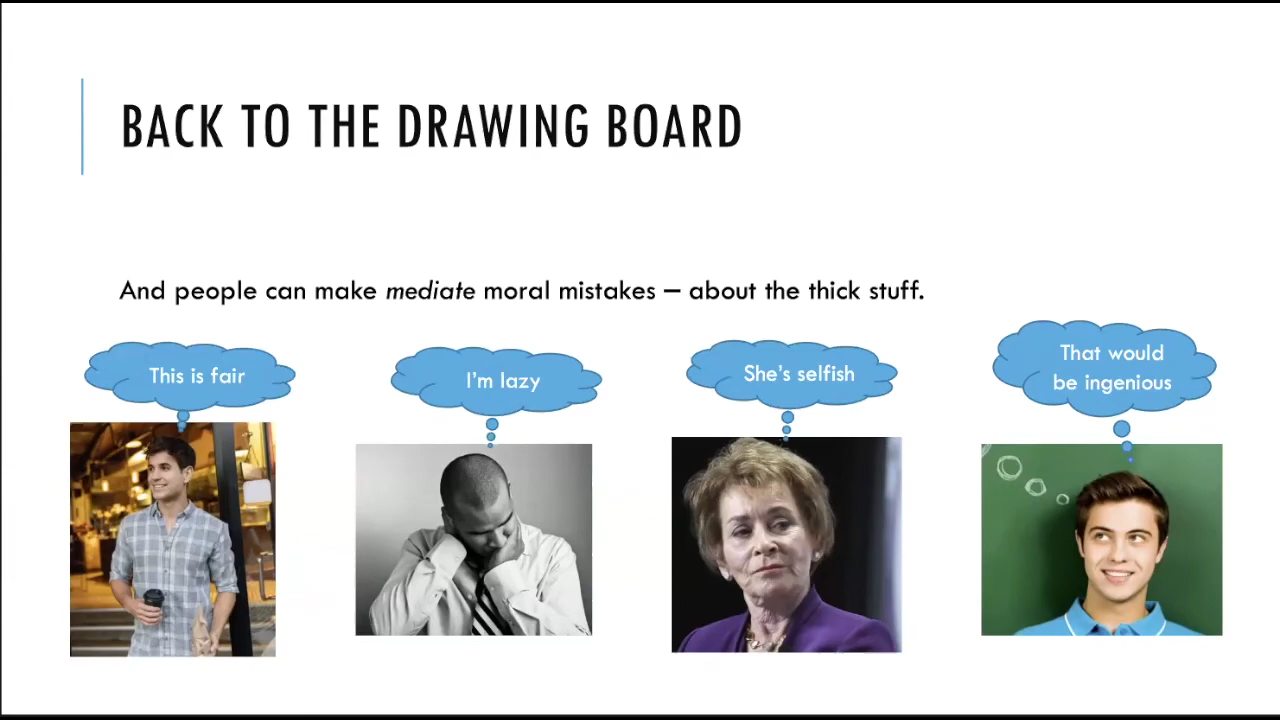 BACK TO THE DRAWING BOARD
And people can make mediate moral mistakes – about the thick stuff.
This is fair
I'm lazy
She's selfish
That would
be ingenious